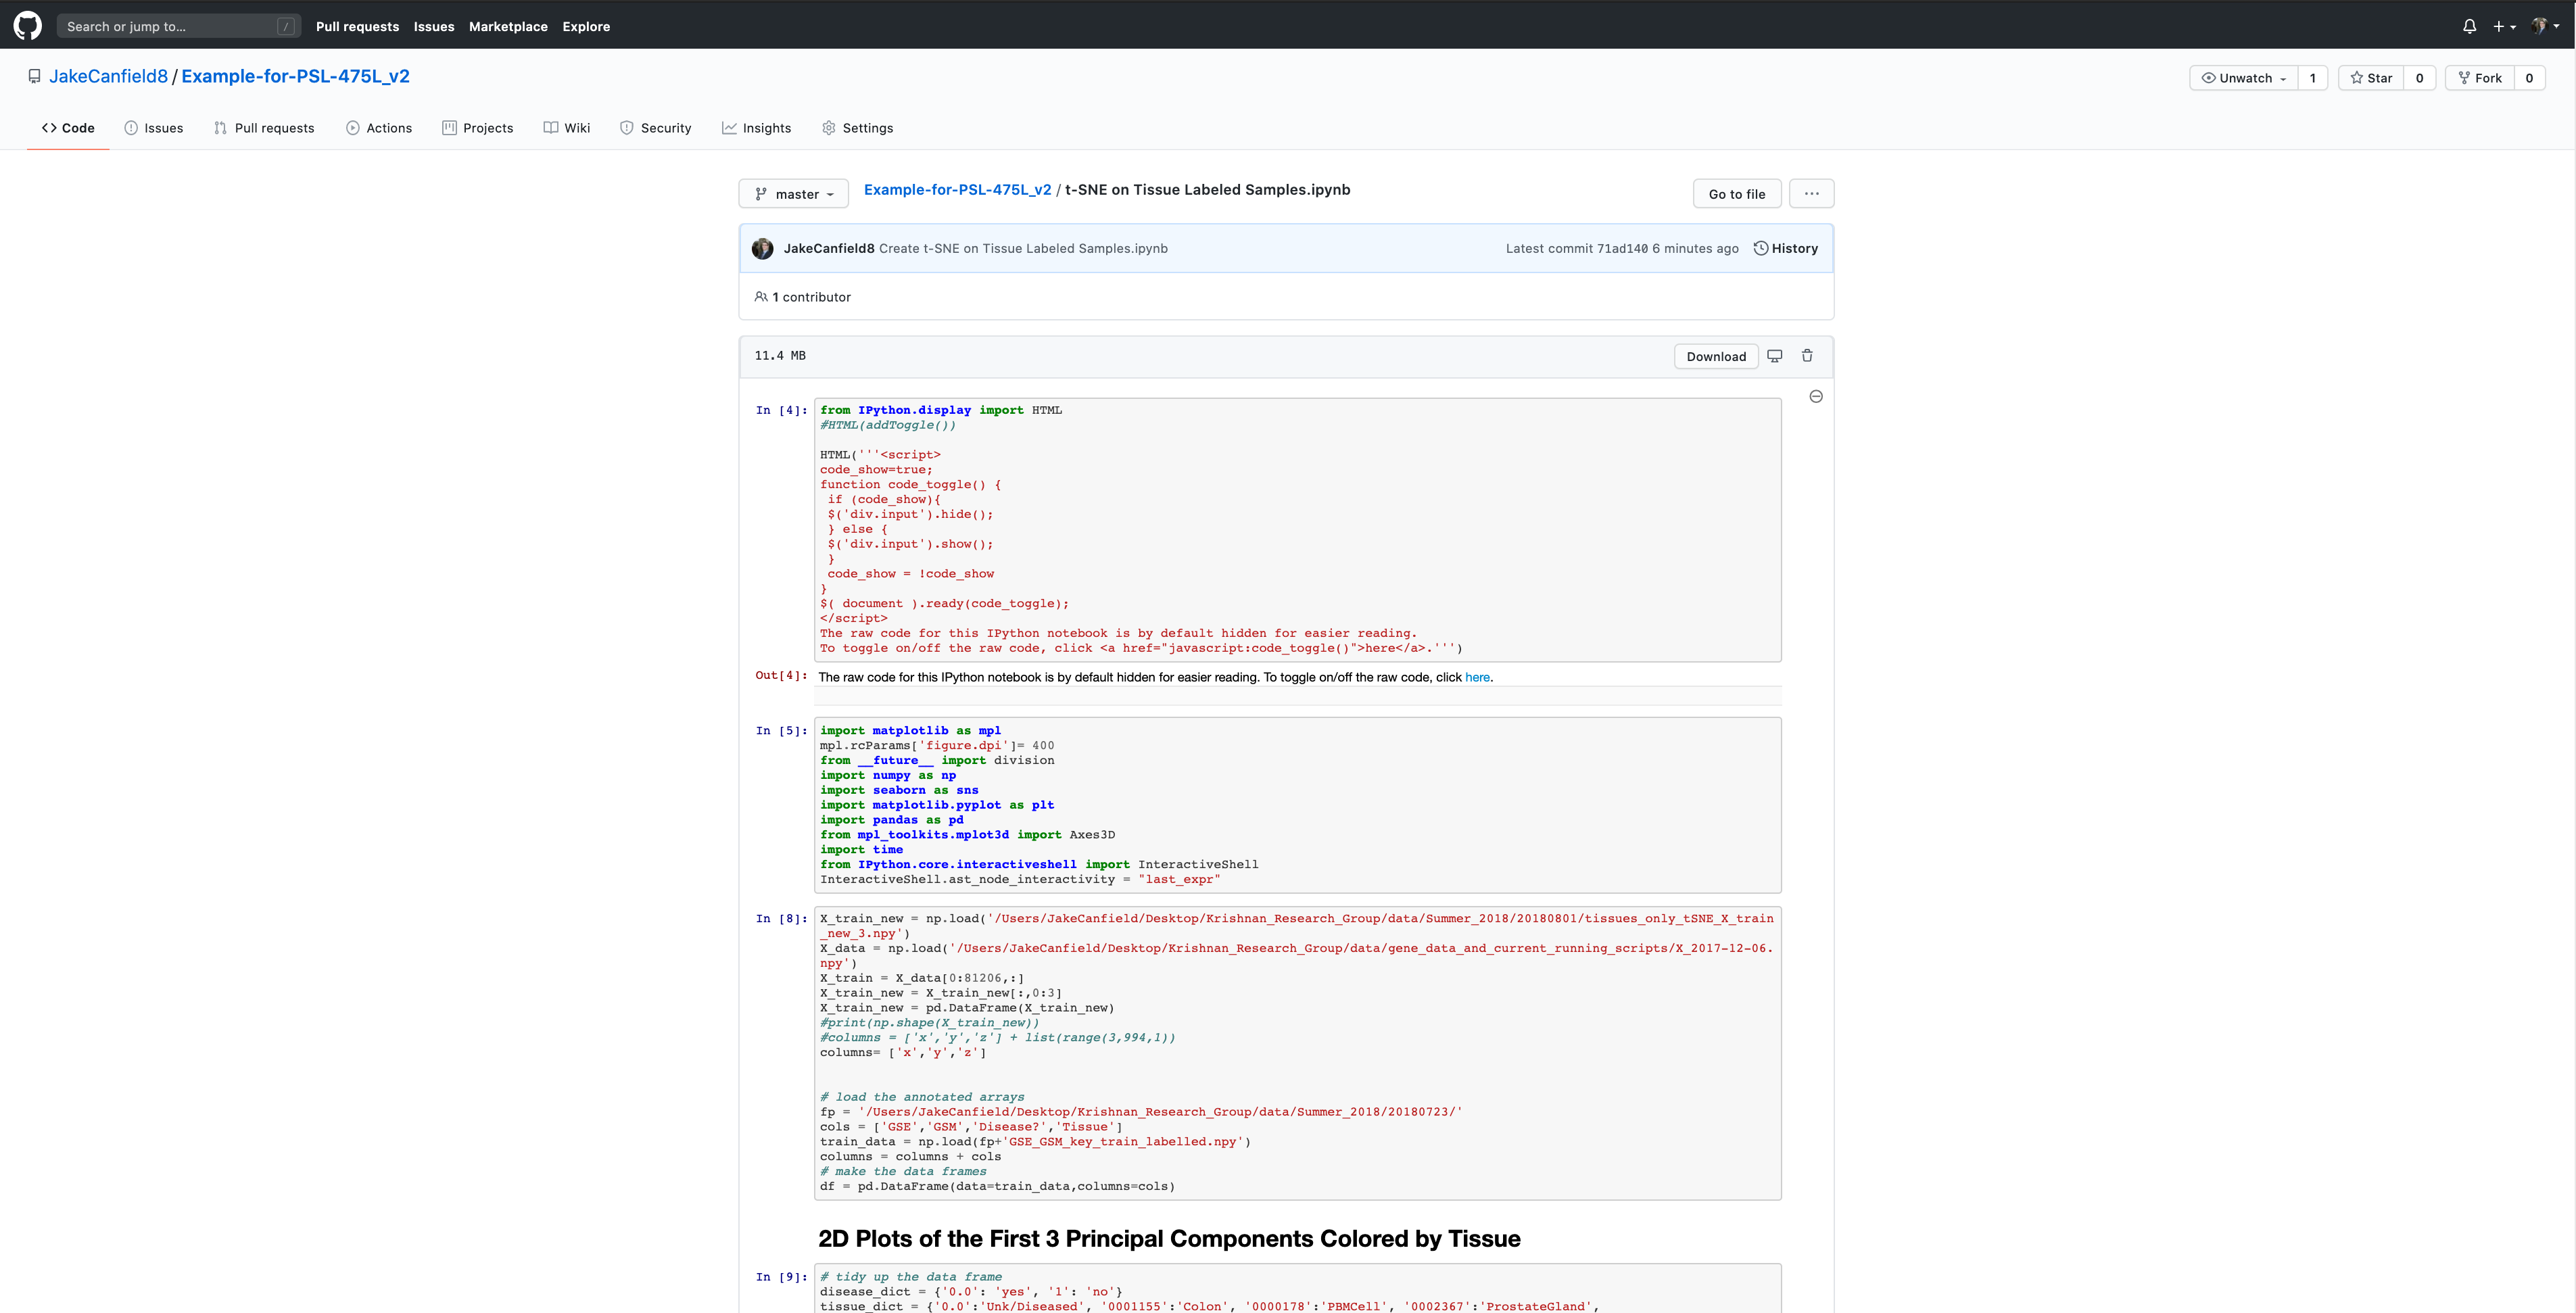 Search or jump to... / Pull requests Issues Marketplace Explore
JakeCanfield8 / Example-for-PSL-475L_v2 Unwatch 1 Star 0 Fork 0
Code Issues Pull requests Actions Projects Wiki Security Insights Settings
master Example-for-PSL-475L_v2 / t-SNE on Tissue Labeled Samples.ipynb Go to file ...
JakeCanfield8 Create t-SNE on Tissue Labeled Samples.ipynb Latest commit 71ad140 6 minutes ago History
1 contributor
11.4 MB Download
In [4]: from IPython.display import HTML
#HTML(addToggle())
HTML('''<script>
code_show=true;
function code_toggle() {
if (code_show){
$('div.input').hide();
} else {
$('div.input').show();
}
code_show = !code_show
}
$( document ).ready(code_toggle);
</script>
The raw code for this IPython notebook is by default hidden for easier reading.
To toggle on/off the raw code, click <a href="javascript:code_toggle()">here</a>.''')
Out[4]: The raw code for this IPython notebook is by default hidden for easier reading. To toggle on/off the raw code, click here.
In [5]: import matplotlib as mpl
mpl.rcParams['figure.dpi']= 400
from __future__ import division
import numpy as np
import seaborn as sns
import matplotlib.pyplot as plt
import pandas as pd
from mpl_toolkits.mplot3d import Axes3D
import time
from IPython.core.interactiveshell import InteractiveShell
InteractiveShell.ast_node_interactivity = "last_expr"
In [8]: X_train_new = np.load('/Users/JakeCanfield/Desktop/Krishnan_Research_Group/data/Summer_2018/20180801/tissues_only_tSNE_X_train
_new_3.npy')
X_data = np.load('/Users/JakeCanfield/Desktop/Krishnan_Research_Group/data/gene_data_and_current_running_scripts/X_2017-12-06.
npy')
X_train = X_data[0:81206,:]
X_train_new = X_train_new[:,0:3]
X_train_new = pd.DataFrame(X_train_new)
#print(np.shape(X_train_new))
#columns = ['x','y','z'] + list(range(3,994,1))
columns= ['x','y','z']
# load the annotated arrays
fp = '/Users/JakeCanfield/Desktop/Krishnan_Research_Group/data/Summer_2018/20180723/'
cols = ['GSE','GSM','Disease?','Tissue']
train_data = np.load(fp+'GSE_GSM_key_train_labelled.npy')
columns = columns + cols
# make the data frames
df = pd.DataFrame(data=train_data,columns=cols)
2D Plots of the First 3 Principal Components Colored by Tissue
In [9]: # tidy up the data frame
disease_dict = {'0.0': 'yes', '1': 'no'}
tissue_dict = {'0.0':'Unk/Diseased', '0001155':'Colon', '0000178':'PBMCell', '0002367':'ProstateGland',